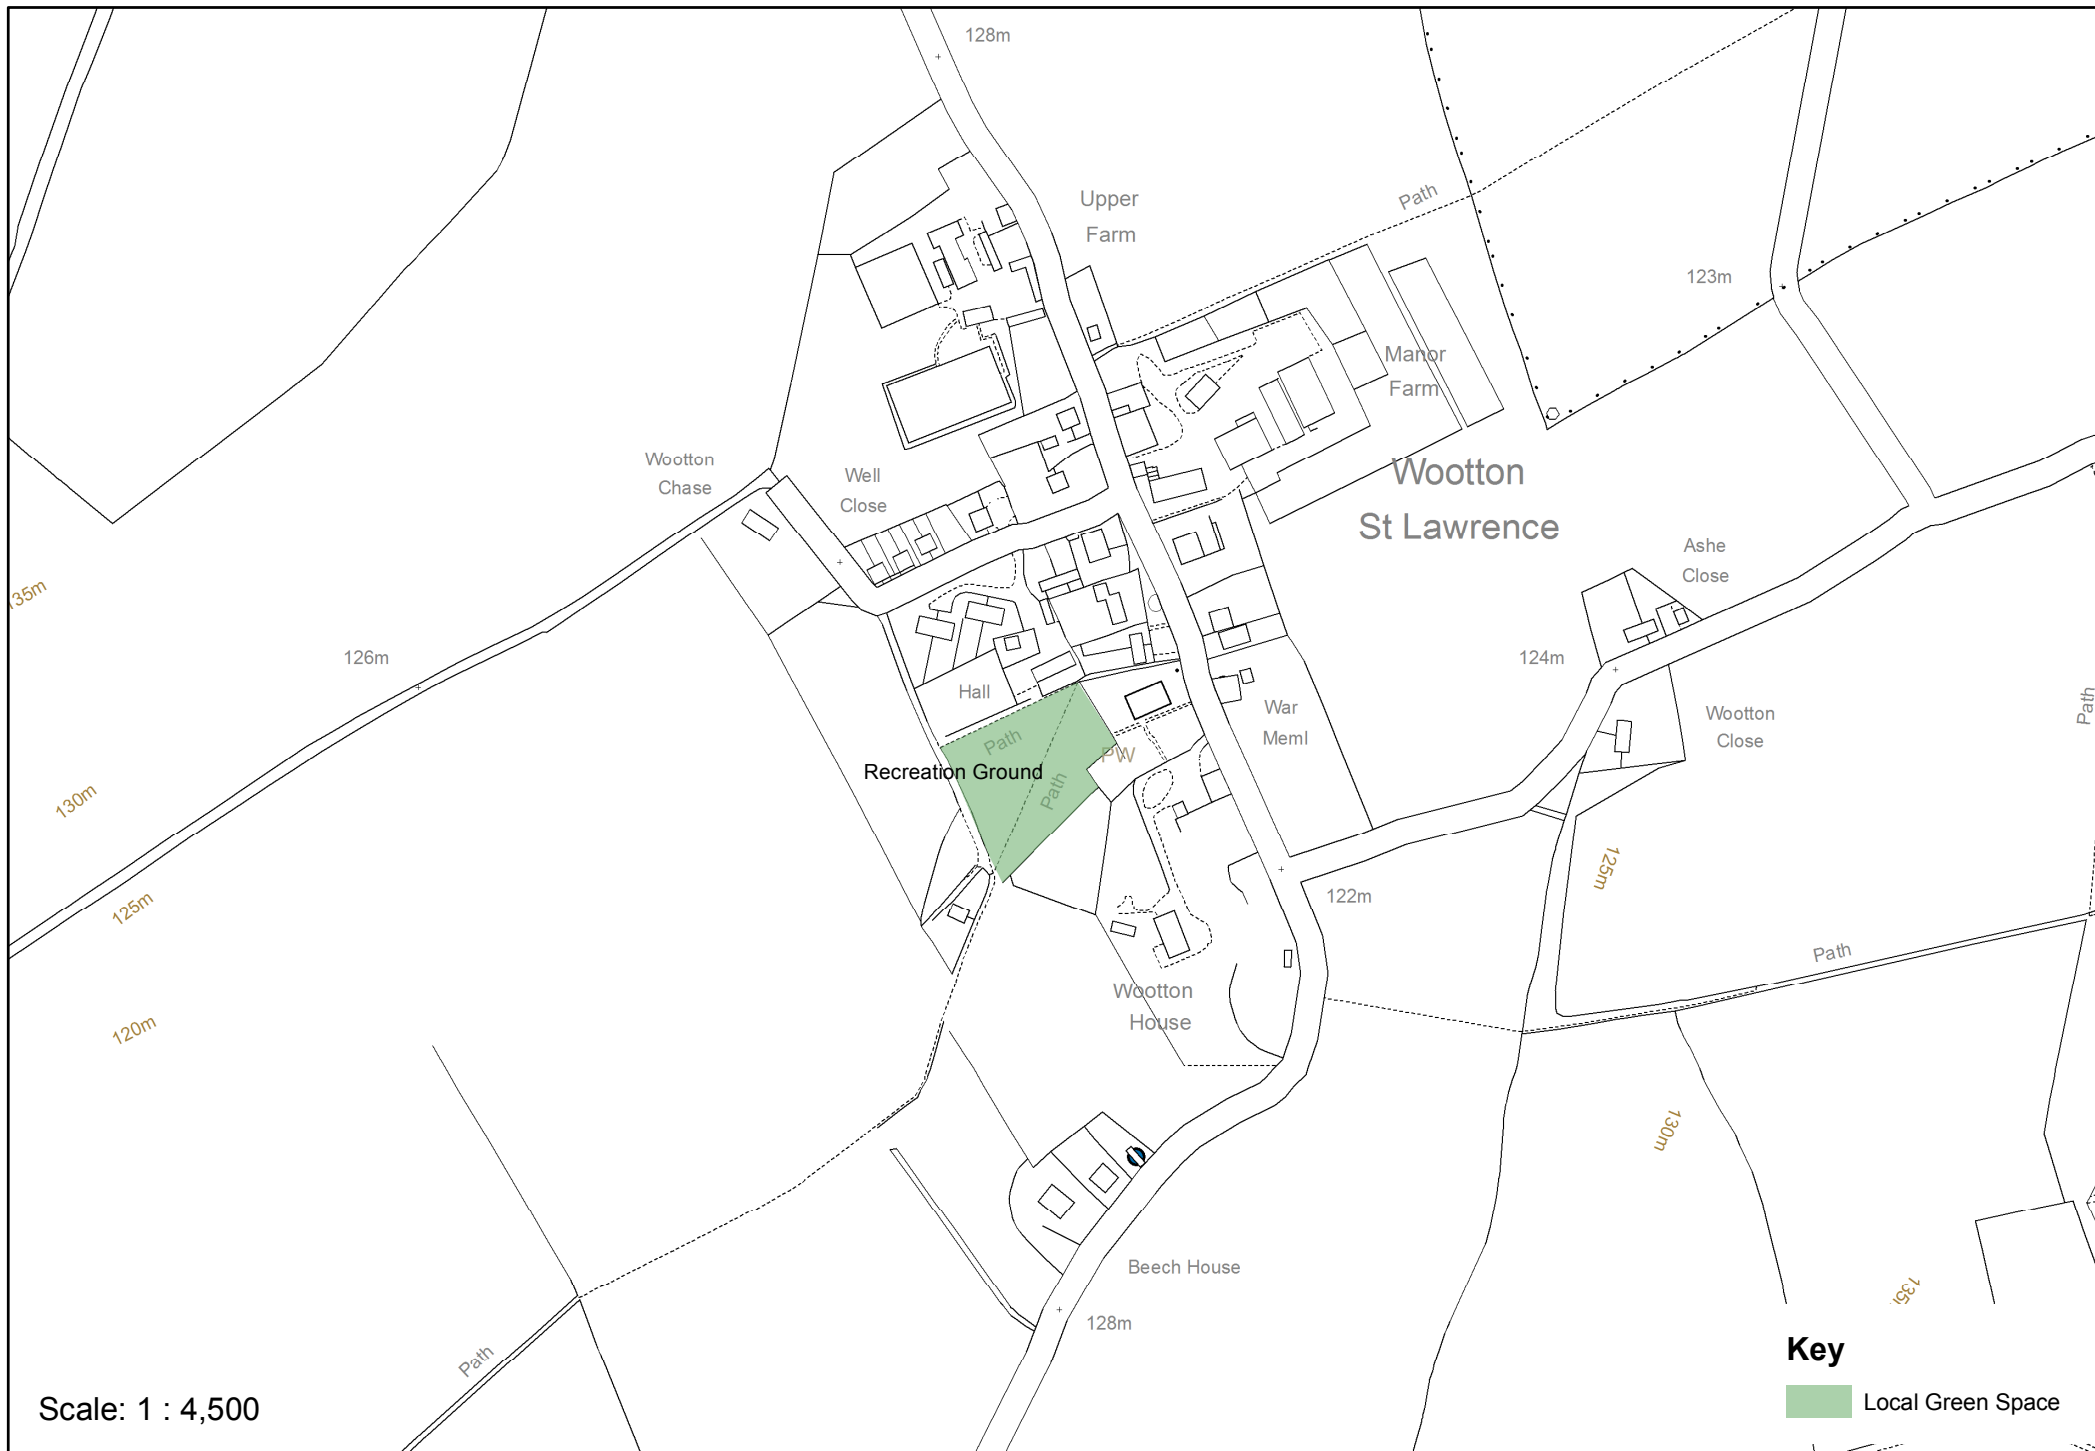 128m
Upper
Farm
Path
123m
Manor
Farm
Wootton
Chase
Well
Close
Wootton
St Lawrence
Ashe
Close
135m
126m
124m
Hall
War
Meml
Wootton
Close
Path
Path
PW
Recreation Ground
Path
130m
125m
122m
125m
Path
120m
Wootton
House
130m
Beech House
128m
135m
Path
Key
Local Green Space
Scale: 1 : 4,500